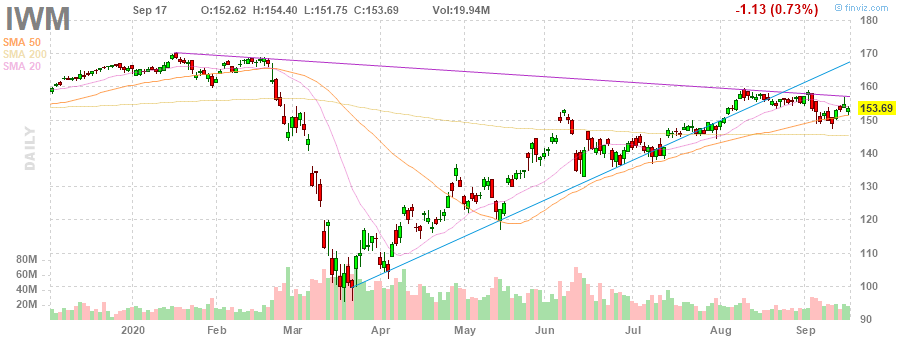 IWM Sep 17 O:152.62 H:154.40 L:151.75 C:153.69 Vol:19.94M -1.13 (0.73%) © finviz.com
SMA 50
SMA 200
SMA 20
DAILY
180
170
160
153.69
150
140
130
120
110
100
90
80M
60M
40M
20M
2020 Feb Mar Apr May Jun Jul Aug Sep